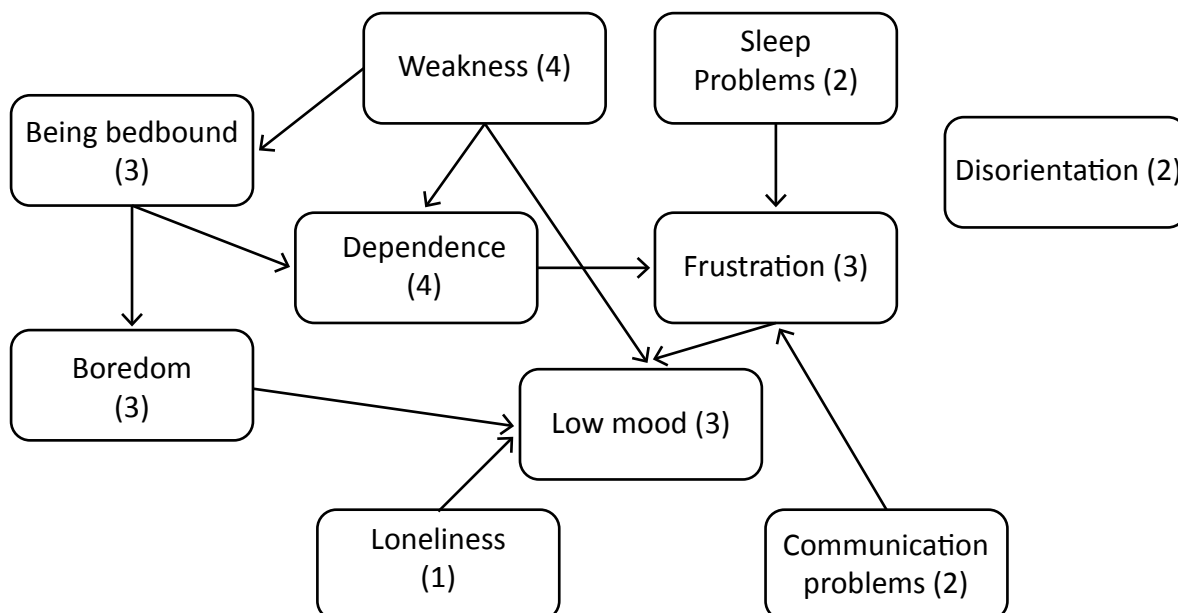 Weakness (4)
Sleep
Problems (2)
Being bedbound
(3)
Disorientation (2)
Dependence
(4)
Frustration (3)
Boredom
(3)
Low mood (3)
Loneliness
(1)
Communication
problems (2)